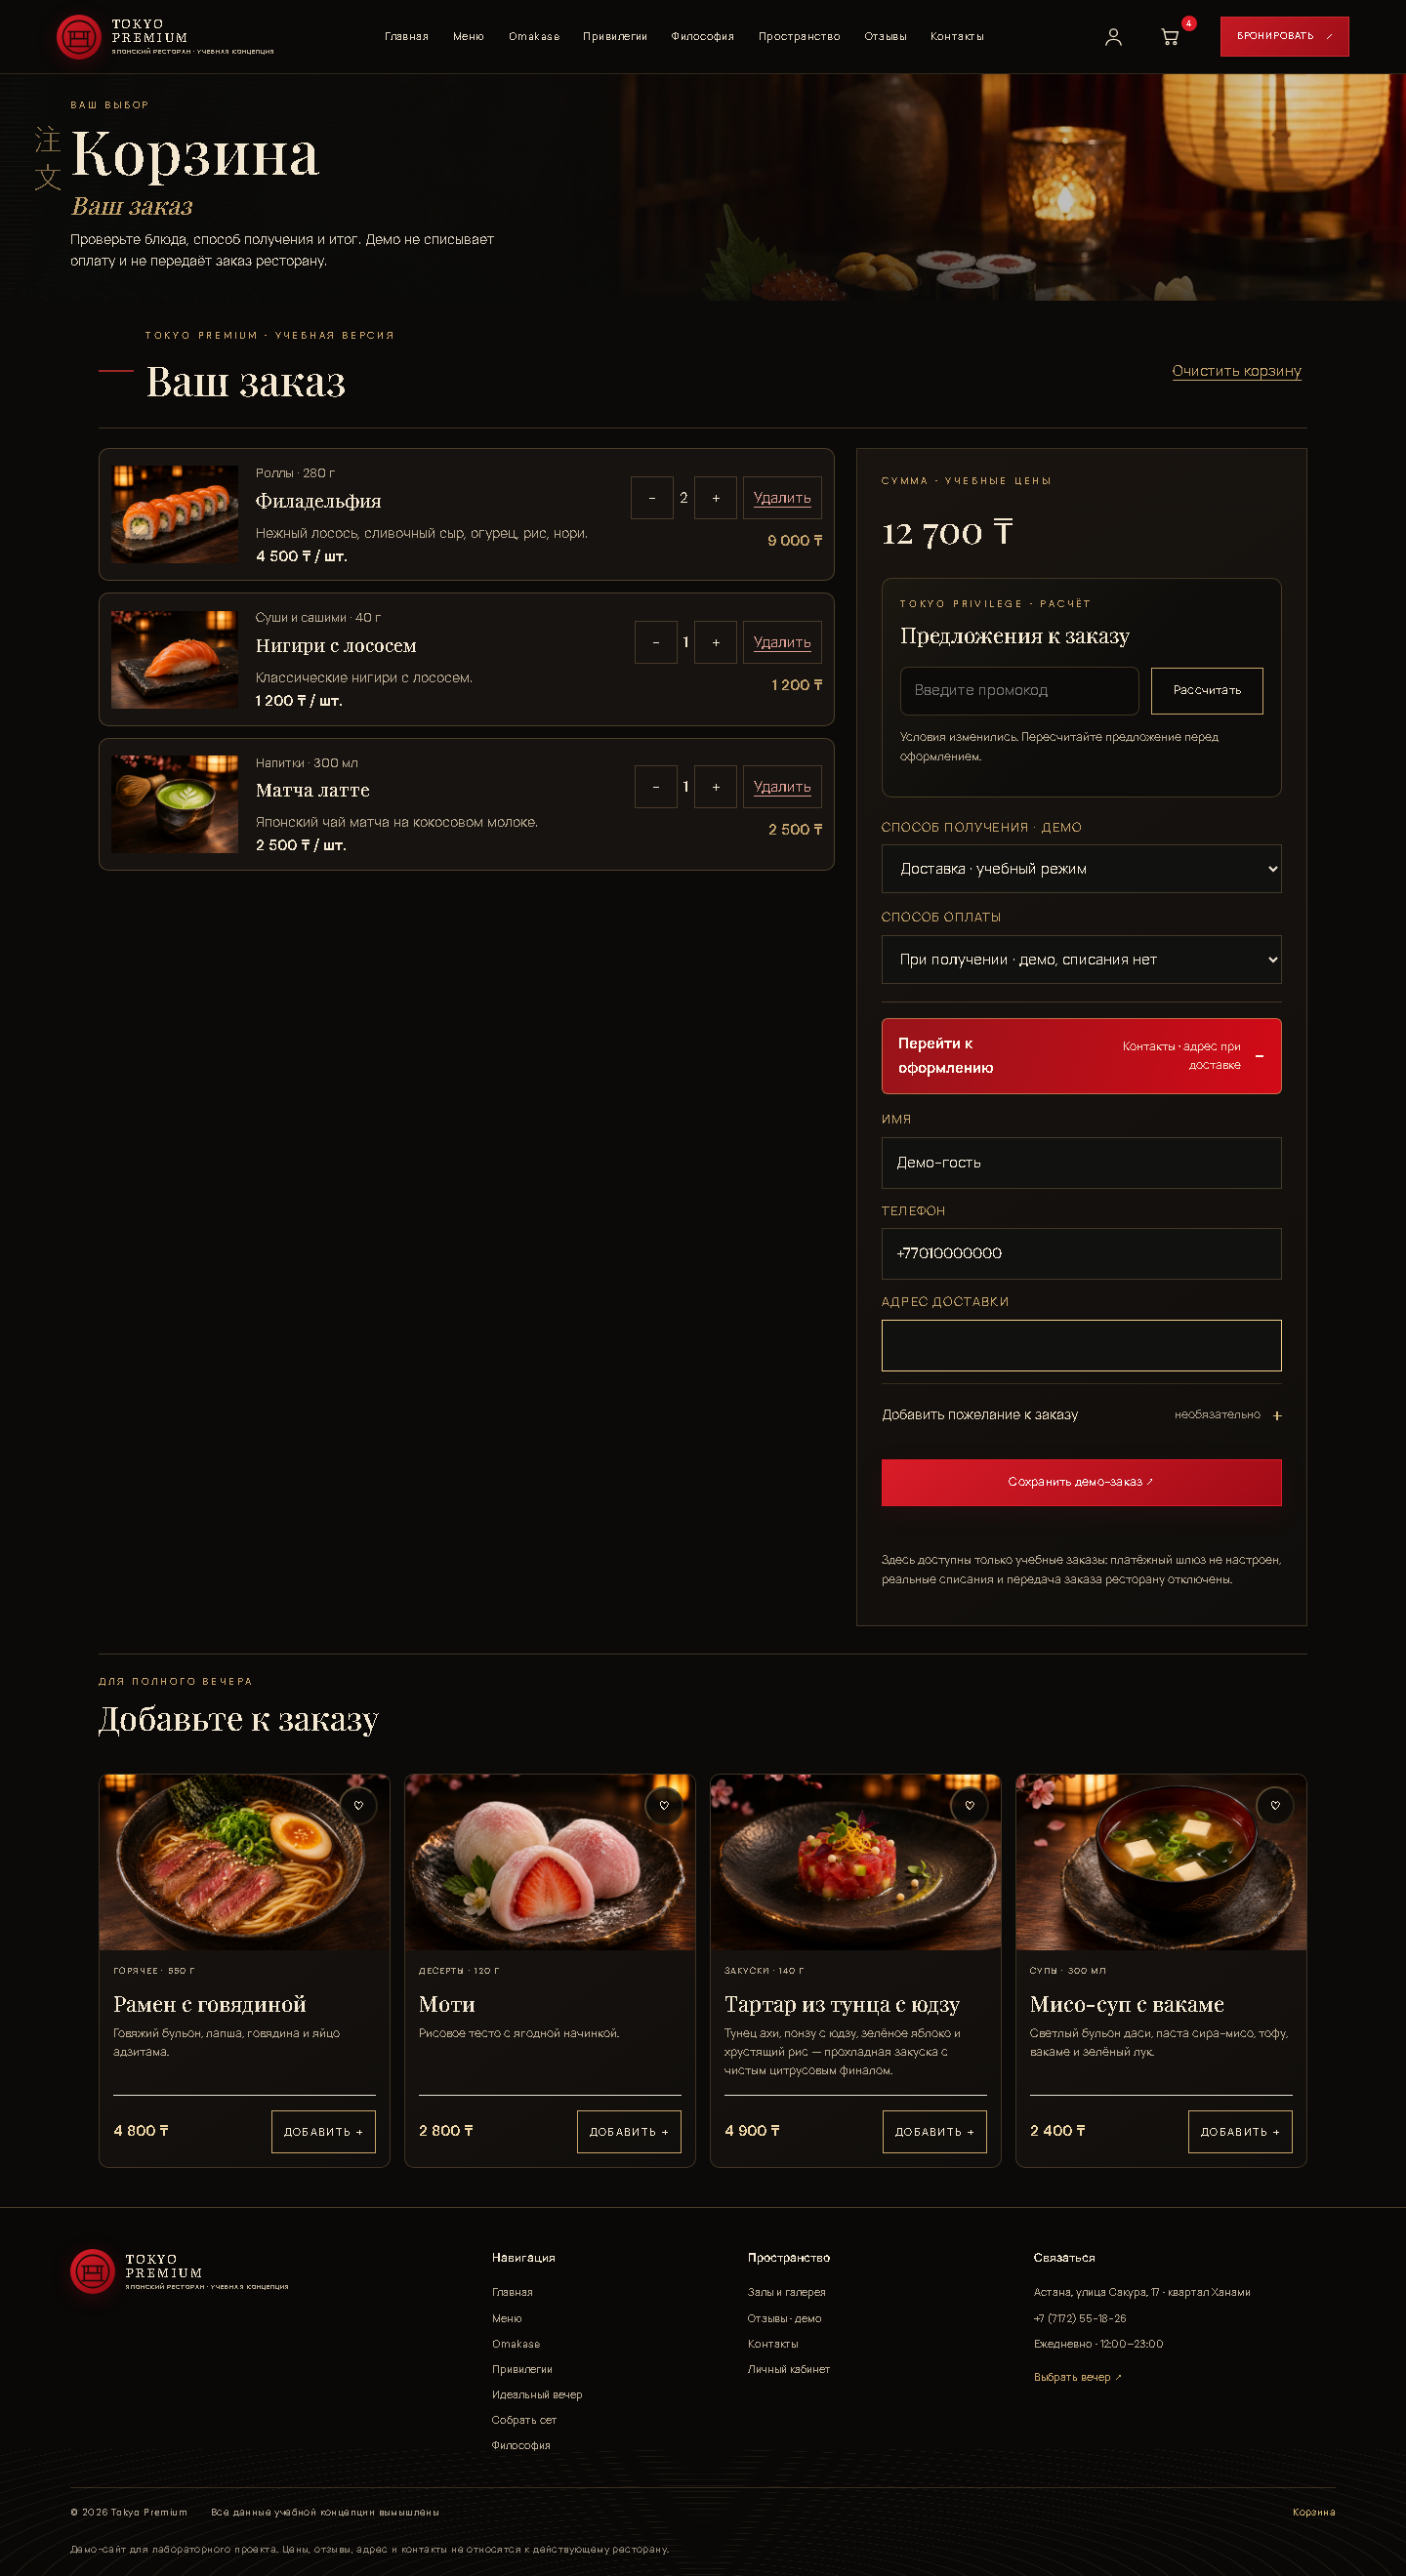 TOKYO
PREMIUM
ЯПОНСКИЙ РЕСТОРАН · УЧЕБНАЯ КОНЦЕПЦИЯ
Главная
Меню
Omakase
Привилегии
Философия
Пространство
Отзывы
Контакты
4
БРОНИРОВАТЬ ↗
ВАШ ВЫБОР
注
文
Корзина
Ваш заказ
Проверьте блюда, способ получения и итог. Демо не списывает
оплату и не передаёт заказ ресторану.
TOKYO PREMIUM · УЧЕБНАЯ ВЕРСИЯ
Ваш заказ
Очистить корзину
Роллы · 280 г
Филадельфия
Нежный лосось, сливочный сыр, огурец, рис, нори.
4 500 ₸ / шт.
− 2 + Удалить
9 000 ₸
Суши и сашими · 40 г
Нигири с лососем
Классические нигири с лососем.
1 200 ₸ / шт.
− 1 + Удалить
1 200 ₸
Напитки · 300 мл
Матча латте
Японский чай матча на кокосовом молоке.
2 500 ₸ / шт.
− 1 + Удалить
2 500 ₸
СУММА · УЧЕБНЫЕ ЦЕНЫ
12 700 ₸
TOKYO PRIVILEGE · РАСЧЁТ
Предложения к заказу
Введите промокод
Рассчитать
Условия изменились. Пересчитайте предложение перед
оформлением.
СПОСОБ ПОЛУЧЕНИЯ · ДЕМО
Доставка · учебный режим
СПОСОБ ОПЛАТЫ
При получении · демо, списания нет
Перейти к
оформлению
Контакты · адрес при
доставке
−
ИМЯ
Демо-гость
ТЕЛЕФОН
+77010000000
АДРЕС ДОСТАВКИ
Добавить пожелание к заказу
необязательно +
Сохранить демо-заказ ↗
Здесь доступны только учебные заказы: платёжный шлюз не настроен,
реальные списания и передача заказа ресторану отключены.
ДЛЯ ПОЛНОГО ВЕЧЕРА
Добавьте к заказу
ГОРЯЧЕЕ · 550 Г
Рамен с говядиной
Говяжий бульон, лапша, говядина и яйцо
адзитама.
4 800 ₸
ДОБАВИТЬ +
ДЕСЕРТЫ · 120 Г
Моти
Рисовое тесто с ягодной начинкой.
2 800 ₸
ДОБАВИТЬ +
ЗАКУСКИ · 140 Г
Тартар из тунца с юдзу
Тунец ахи, понзу с юдзу, зелёное яблоко и
хрустящий рис — прохладная закуска с
чистым цитрусовым финалом.
4 900 ₸
ДОБАВИТЬ +
СУПЫ · 300 МЛ
Мисо-суп с вакаме
Светлый бульон даси, паста сиро-мисо, тофу,
вакаме и зелёный лук.
2 400 ₸
ДОБАВИТЬ +
TOKYO
PREMIUM
ЯПОНСКИЙ РЕСТОРАН · УЧЕБНАЯ КОНЦЕПЦИЯ
Навигация
Главная
Меню
Omakase
Привилегии
Идеальный вечер
Собрать сет
Философия
Пространство
Залы и галерея
Отзывы · демо
Контакты
Личный кабинет
Связаться
Астана, улица Сакура, 17 · квартал Ханами
+7 (7172) 55-18-26
Ежедневно · 12:00–23:00
Выбрать вечер ↗
© 2026 Tokyo Premium
Все данные учебной концепции вымышлены
Корзина
Демо-сайт для лабораторного проекта. Цены, отзывы, адрес и контакты не относятся к действующему ресторану.